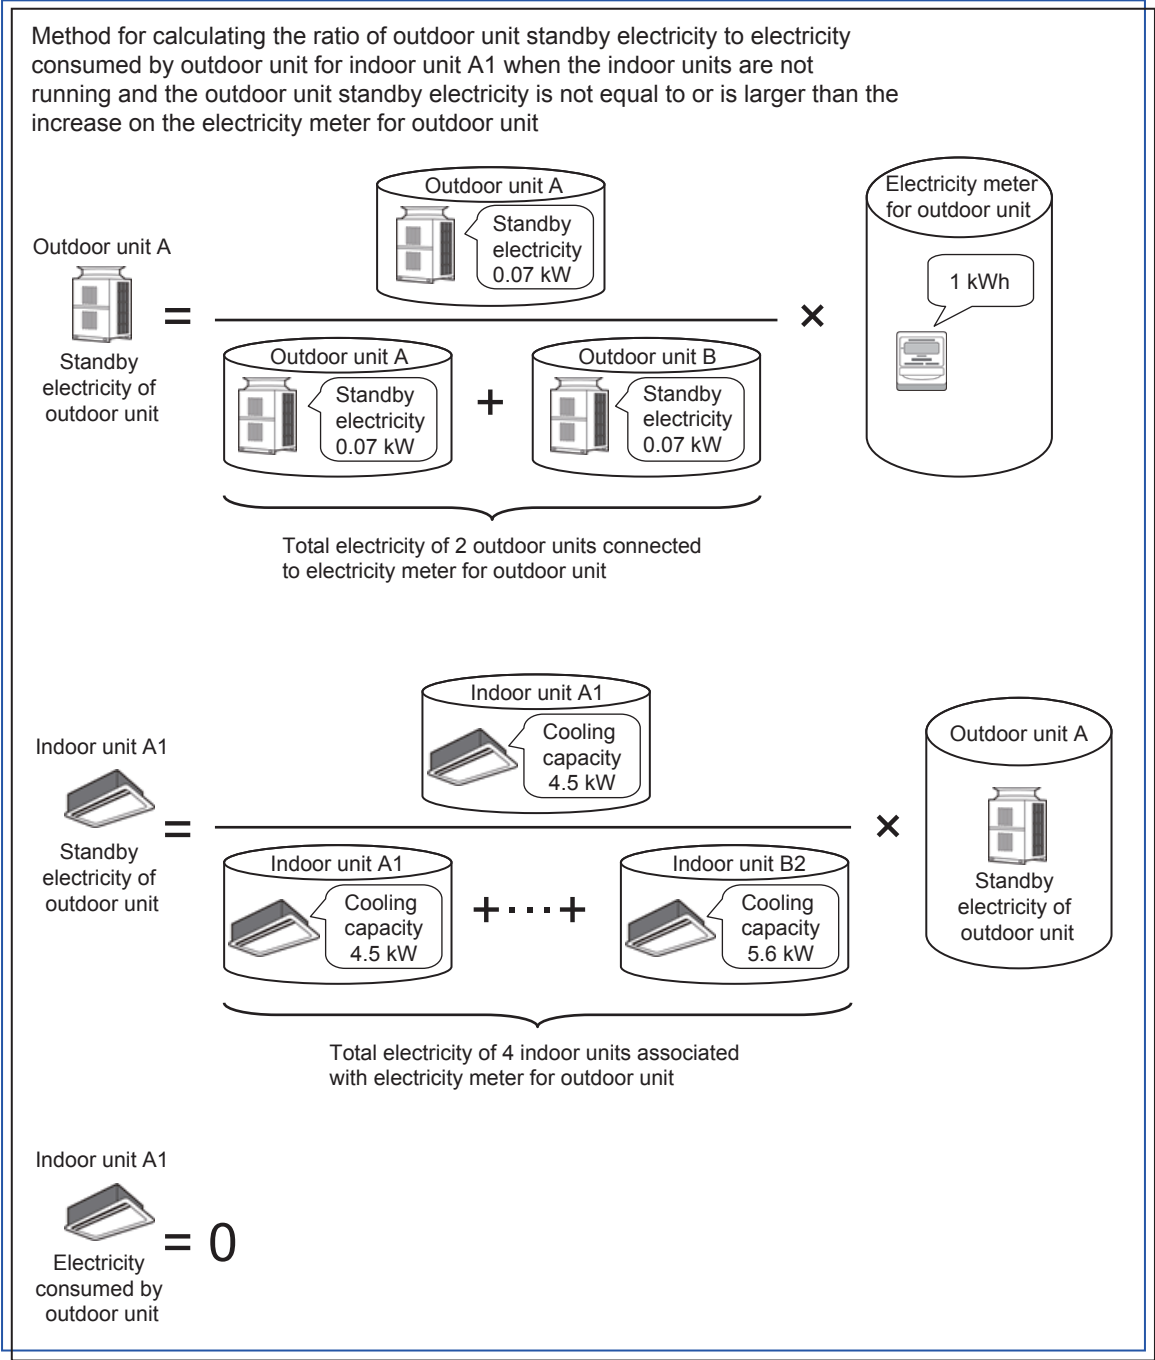 Method for calculating the ratio of outdoor unit standby electricity to electricity
consumed by outdoor unit for indoor unit A1 when the indoor units are not
running and the outdoor unit standby electricity is not equal to or is larger than the
increase on the electricity meter for outdoor unit
Outdoor unit A
Standby
electricity of
outdoor unit
=
Outdoor unit A
Standby
electricity
0.07 kW
Outdoor unit A
Standby
electricity
0.07 kW
+
Outdoor unit B
Standby
electricity
0.07 kW
Total electricity of 2 outdoor units connected
to electricity meter for outdoor unit
×
Electricity meter
for outdoor unit
1 kWh
Indoor unit A1
Standby
electricity of
outdoor unit
=
Indoor unit A1
Cooling
capacity
4.5 kW
Indoor unit A1
Cooling
capacity
4.5 kW
+····+
Indoor unit B2
Cooling
capacity
5.6 kW
Total electricity of 4 indoor units associated
with electricity meter for outdoor unit
×
Outdoor unit A
Standby
electricity of
outdoor unit
Indoor unit A1
Electricity
consumed by
outdoor unit
= 0